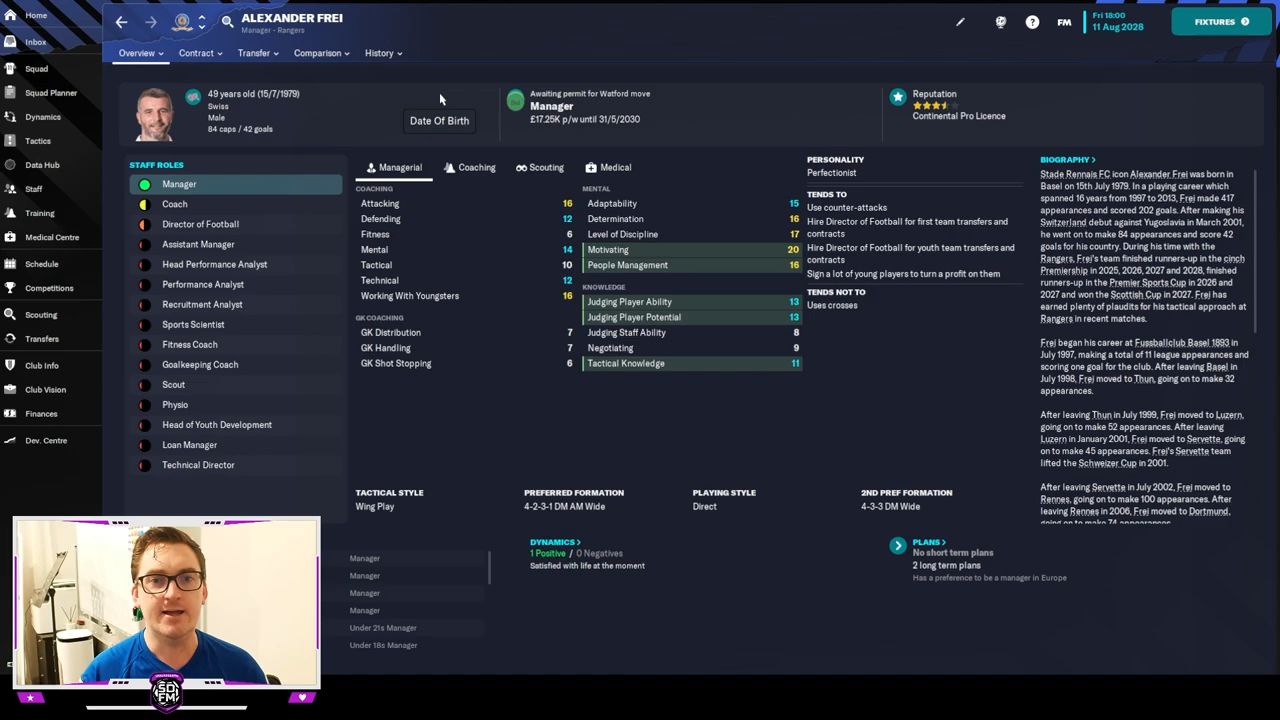 Home
Inbox
Squad
Squad Planner
Dynamics
Tactics
Data Hub
Staff
Training
Medical Centre
Schedule
Competitions
Scouting
Transfers
Club Info
Club Vision
Finances
Dev. Centre
ALEXANDER FREI
Manager - Rangers
FM
Fri 18:00
11 Aug 2028
FIXTURES
Overview
Contract
Transfer
Comparison
History
49 years old (15/7/1979)
Swiss
Male
84 caps / 42 goals
Date Of Birth
Awaiting permit for Watford move
Manager
£17.25K p/w until 31/5/2030
Reputation
Continental Pro Licence
STAFF ROLES
Manager
Coach
Director of Football
Assistant Manager
Head Performance Analyst
Performance Analyst
Recruitment Analyst
Sports Scientist
Fitness Coach
Goalkeeping Coach
Scout
Physio
Head of Youth Development
Loan Manager
Technical Director
Managerial
Coaching
Scouting
Medical
COACHING
Attacking 16
Defending 12
Fitness 6
Mental 14
Tactical 10
Technical 12
Working With Youngsters 16
GK COACHING
GK Distribution 7
GK Handling 7
GK Shot Stopping 6
MENTAL
Adaptability 15
Determination 16
Level of Discipline 17
Motivating 20
People Management 16
KNOWLEDGE
Judging Player Ability 13
Judging Player Potential 13
Judging Staff Ability 8
Negotiating 9
Tactical Knowledge 11
PERSONALITY
Perfectionist
TENDS TO
Use counter-attacks
Hire Director of Football for first team transfers and
contracts
Hire Director of Football for youth team transfers and
contracts
Sign a lot of young players to turn a profit on them
TENDS NOT TO
Uses crosses
BIOGRAPHY >
Stade Rennais FC icon Alexander Frei was born in
Basel on 15th July 1979. In a playing career which
spanned 16 years from 1997 to 2013, Frei made 417
appearances and scored 202 goals. After making his
Switzerland debut against Yugoslavia in March 2001,
he went on to make 84 appearances and score 42
goals for his country. During his time with the
Rangers, Frei's team finished runners-up in the cinch
Premiership in 2025, 2026, 2027 and 2028, finished
runners-up in the Premier Sports Cup in 2026 and
2027 and won the Scottish Cup in 2027. Frei has
earned plenty of plaudits for his tactical approach at
Rangers in recent matches.
Frei began his career at Fussballclub Basel 1893 in
July 1997, making a total of 11 league appearances and
scoring one goal for the club. After leaving Basel in
July 1998, Frei moved to Thun, going on to make 32
appearances.
After leaving Thun in July 1999, Frei moved to Luzern,
going on to make 52 appearances. After leaving
Luzern in January 2001, Frei moved to Servette, going
on to make 45 appearances. Frei's Servette team
lifted the Schweizer Cup in 2001.
After leaving Servette in July 2002, Frei moved to
Rennes, going on to make 100 appearances. After
leaving Rennes in 2006, Frei moved to Dortmund,
going on to make 74 appearances.
TACTICAL STYLE
Wing Play
PREFERRED FORMATION
4-2-3-1 DM AM Wide
PLAYING STYLE
Direct
2ND PREF FORMATION
4-3-3 DM Wide
Manager
Manager
Manager
Manager
Under 21s Manager
Under 18s Manager
DYNAMICS >
1 Positive / 0 Negatives
Satisfied with life at the moment
PLANS >
No short term plans
2 long term plans
Has a preference to be a manager in Europe
SD
FM